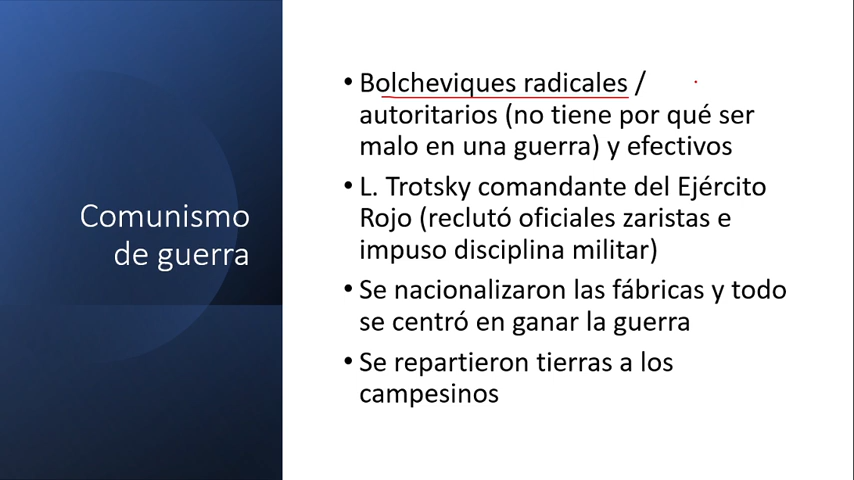 Comunismo
de guerra
• Bolcheviques radicales /
autoritarios (no tiene por qué ser
malo en una guerra) y efectivos
• L. Trotsky comandante del Ejército
Rojo (reclutó oficiales zaristas e
impuso disciplina militar)
• Se nacionalizaron las fábricas y todo
se centró en ganar la guerra
• Se repartieron tierras a los
campesinos